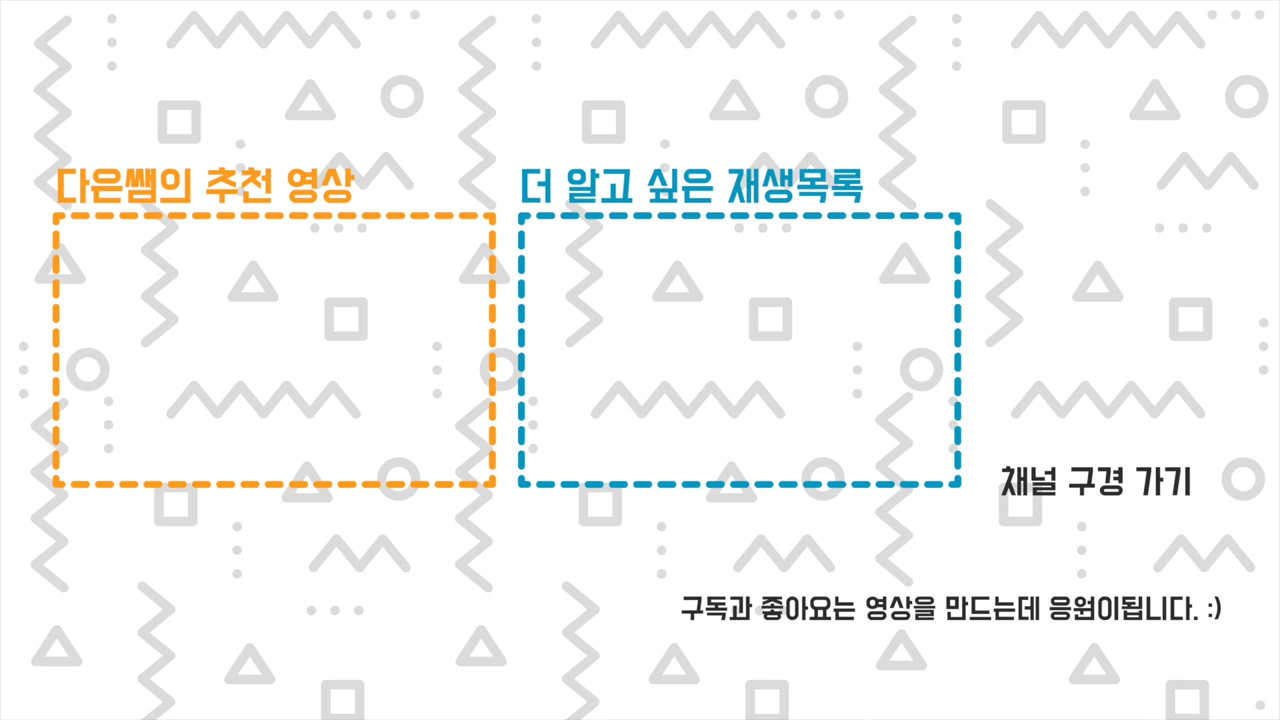 다은쌤의 추천 영상
더 알고 싶은 재생목록
채널 구경 가기
구독과 좋아요는 영상을 만드는데 응원이됩니다. :)